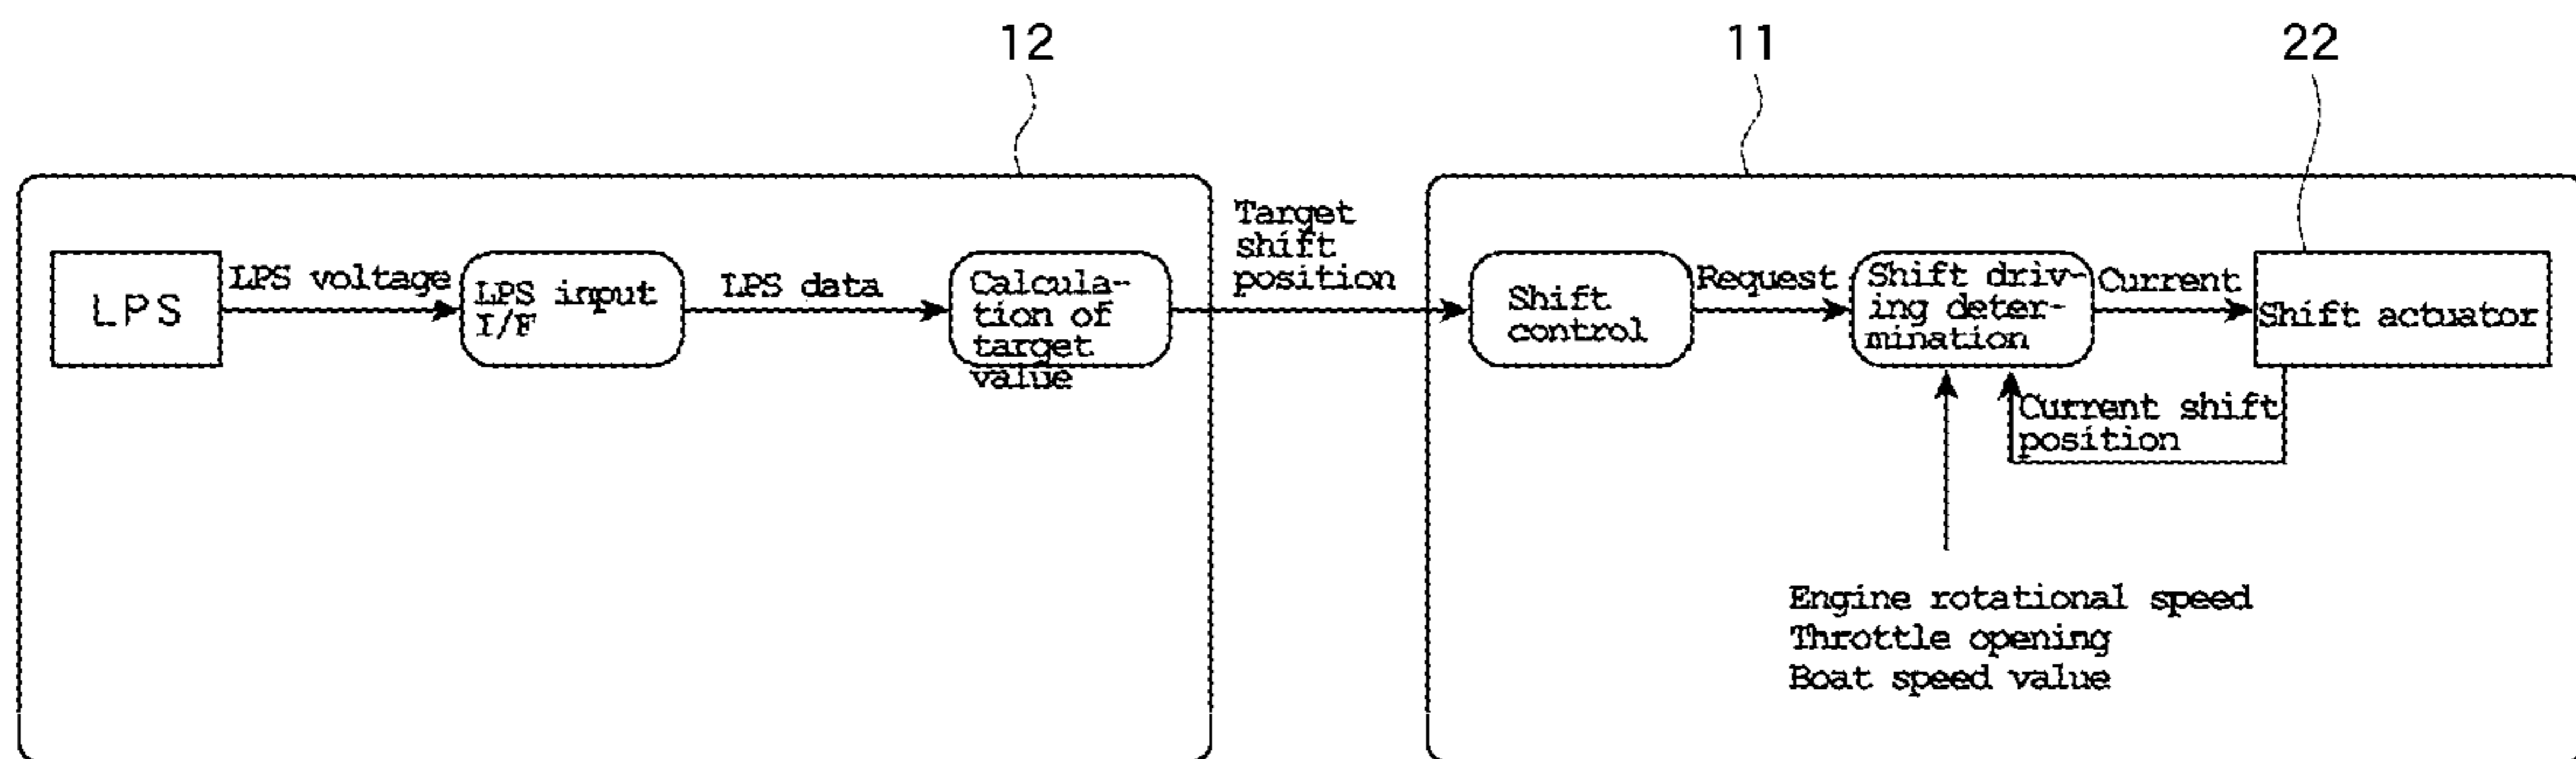 12
11
22
Target
shift
position
LPS
LPS voltage
LPS input
I/F
LPS data
Calcula-
tion of
target
value
Shift
control
Request
Shift driv-
ing deter-
mination
Current
Shift actuator
Current shift
position
Engine rotational speed
Throttle opening
Boat speed value